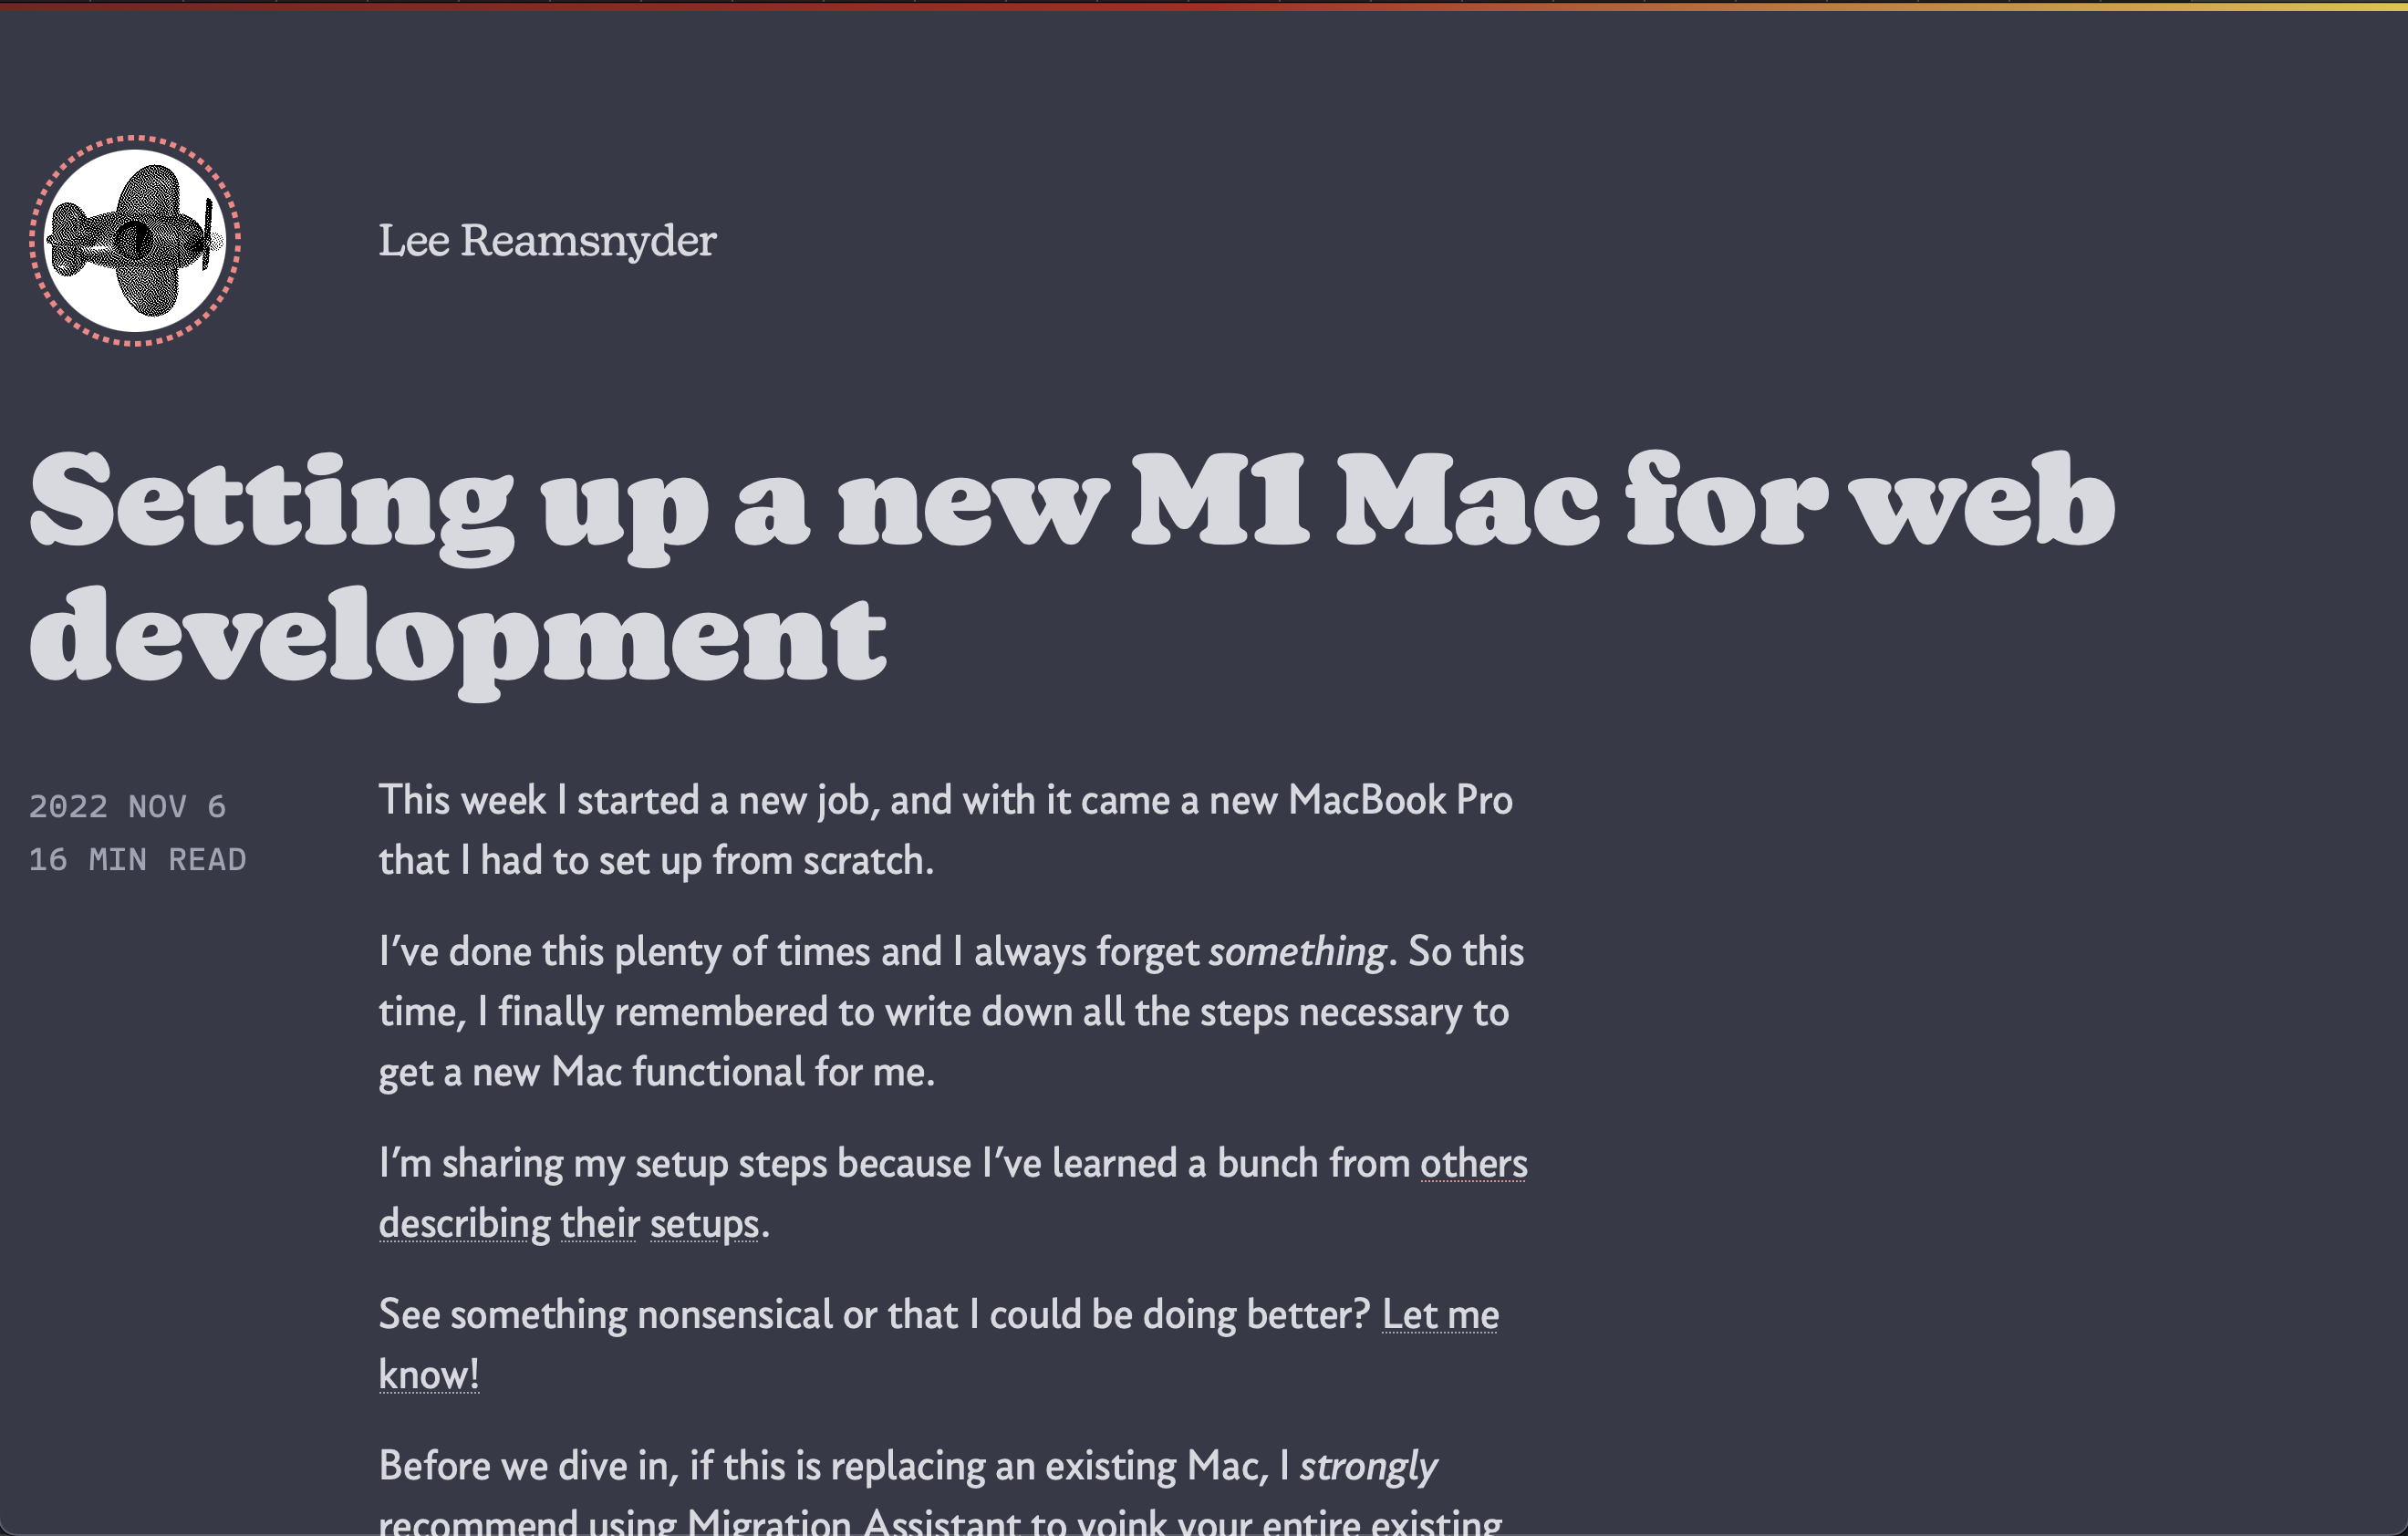 Lee Reamsnyder
Setting up a new M1 Mac for web
development
2022 NOV 6
16 MIN READ
This week I started a new job, and with it came a new MacBook Pro
that I had to set up from scratch.
I’ve done this plenty of times and I always forget something. So this
time, I finally remembered to write down all the steps necessary to
get a new Mac functional for me.
I’m sharing my setup steps because I’ve learned a bunch from others
describing their setups.
See something nonsensical or that I could be doing better? Let me
know!
Before we dive in, if this is replacing an existing Mac, I strongly
recommend using Migration Assistant to yoink your entire existing